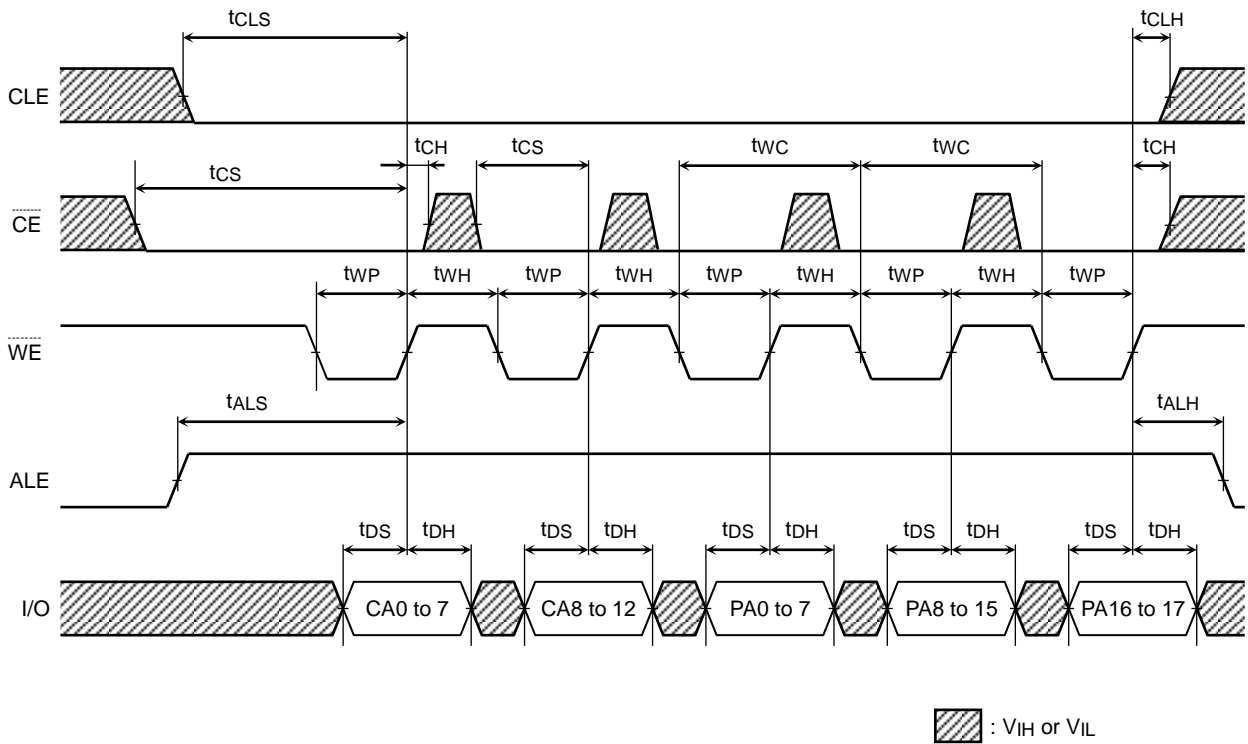 tCLS
tCLH
CLE
tCH
tCS
tWC
tWC
tCH
tCS
CE
tWP
tWH
tWP
tWH
tWP
tWH
tWP
tWH
tWP
WE
tALS
tALH
ALE
tDS
tDH
tDS
tDH
tDS
tDH
tDS
tDH
tDS
tDH
I/O
CA0 to 7
CA8 to 12
PA0 to 7
PA8 to 15
PA16 to 17
: VIH or VIL